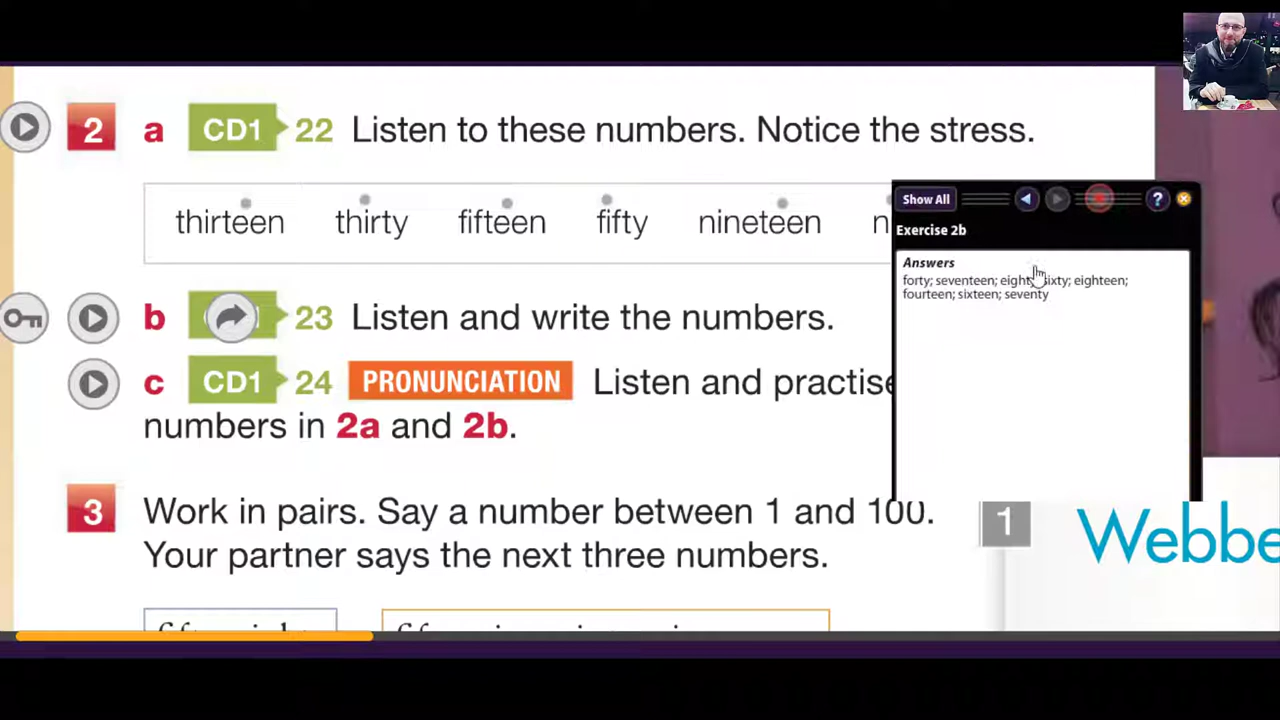 2 a CD1 22 Listen to these numbers. Notice the stress.
thirteen thirty fifteen fifty nineteen
b 23 Listen and write the numbers.
c CD1 24 PRONUNCIATION Listen and practise
numbers in 2a and 2b.
3 Work in pairs. Say a number between 1 and 100.
Your partner says the next three numbers.
Show All ?
Exercise 2b
Answers
forty; seventeen; eighty; sixty; eighteen;
fourteen; sixteen; seventy
1 Webbe